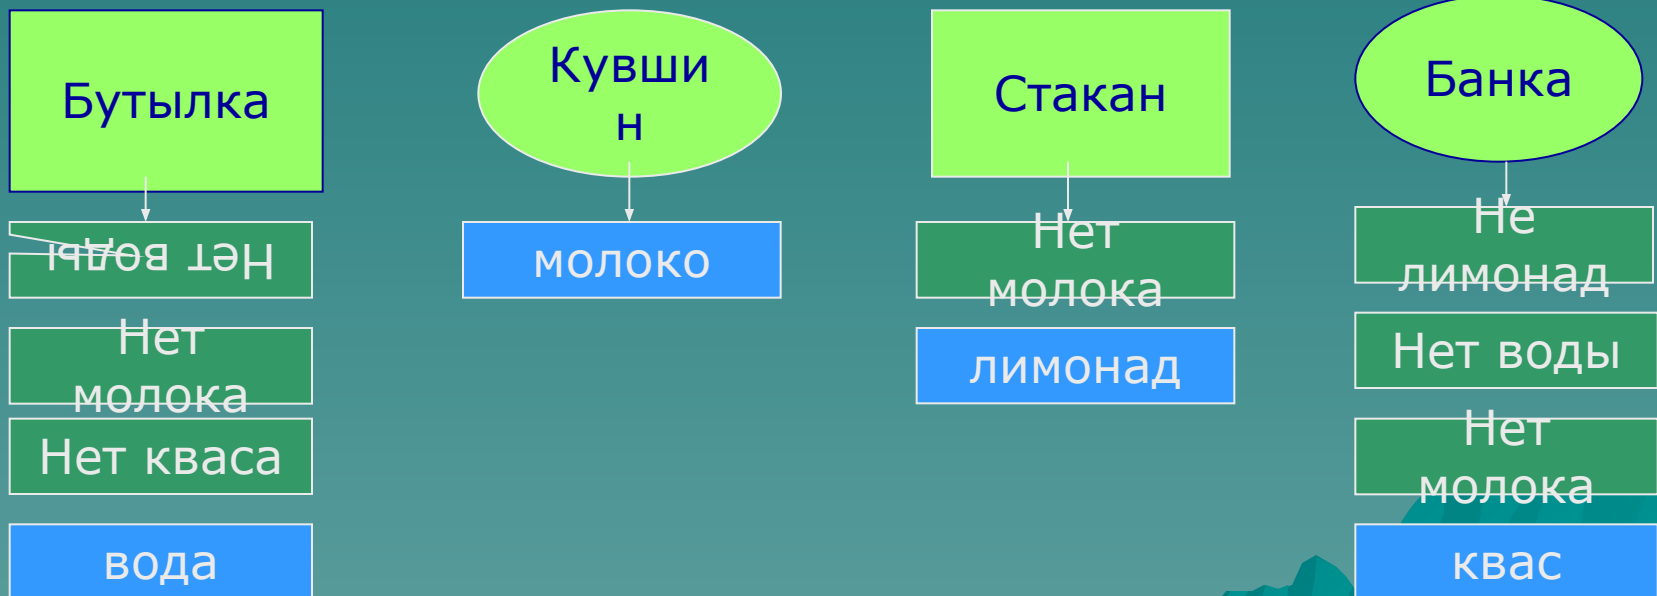 Бутылка
Нет воды
Нет
молока
Нет кваса
вода
Кувши
н
молоко
Стакан
Нет
молока
лимонад
Банка
Не
лимонад
Нет воды
Нет
молока
квас